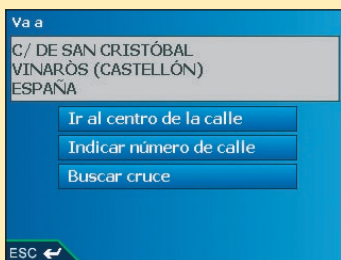 Va a
C/ DE SAN CRISTÓBAL
VINARÒS (CASTELLÓN)
ESPAÑA
Ir al centro de la calle
Indicar número de calle
Buscar cruce
ESC